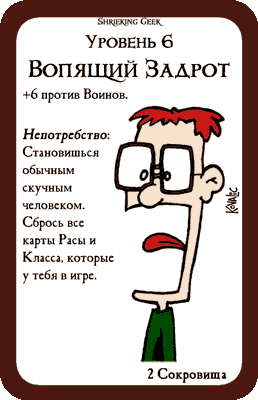 Shrieking Geek
Уровень 6
Вопящий Задрот
+6 против Воинов.
Непотребство:
Становишься
обычным
скучным
человеком.
Сбрось все
карты Расы и
Класса, которые
у тебя в игре.
Kovalic
2 Сокровища